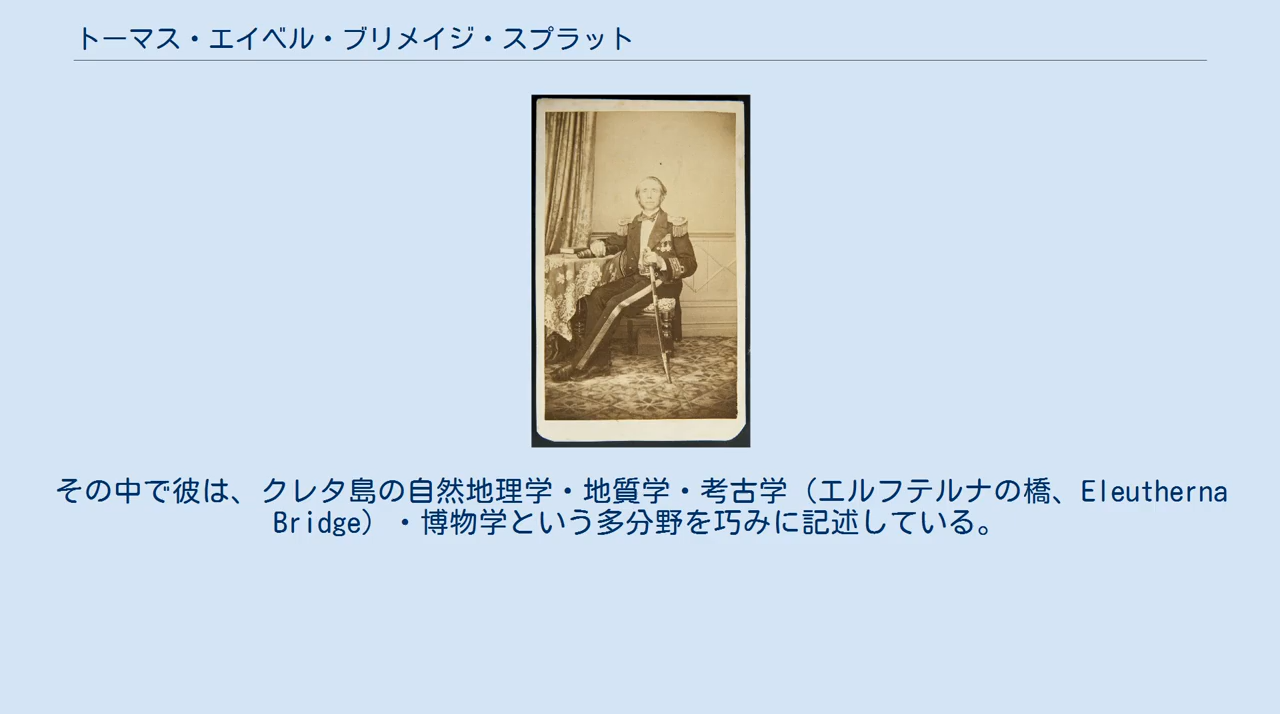 トーマス・エイベル・ブリメイジ・スプラット
その中で彼は、クレタ島の自然地理学・地質学・考古学（エルフテルナの橋、Eleutherna
Bridge）・博物学という多分野を巧みに記述している。